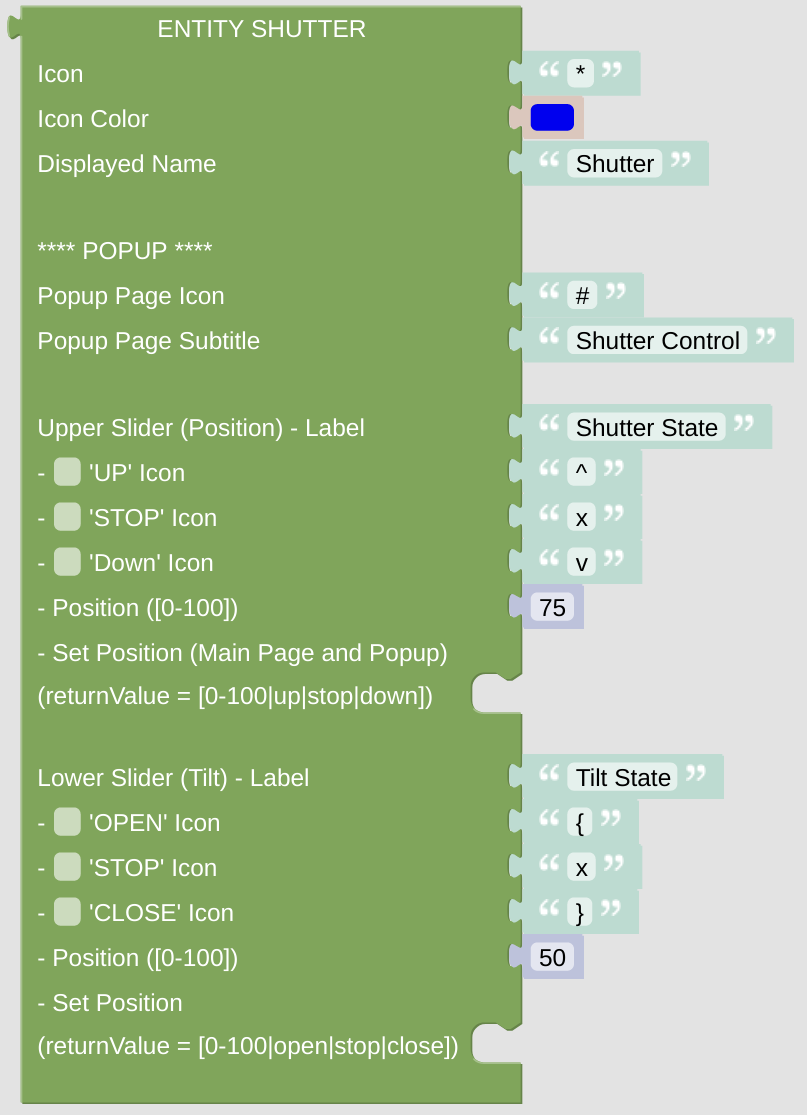 ENTITY SHUTTER
Icon “ * ”
Icon Color
Displayed Name “ Shutter ”
**** POPUP ****
Popup Page Icon “ # ”
Popup Page Subtitle “ Shutter Control ”
Upper Slider (Position) - Label “ Shutter State ”
- 'UP' Icon “ ^ ”
- 'STOP' Icon “ x ”
- 'Down' Icon “ v ”
- Position ([0-100]) 75
- Set Position (Main Page and Popup)
(returnValue = [0-100|up|stop|down])
Lower Slider (Tilt) - Label “ Tilt State ”
- 'OPEN' Icon “ { ”
- 'STOP' Icon “ x ”
- 'CLOSE' Icon “ } ”
- Position ([0-100]) 50
- Set Position
(returnValue = [0-100|open|stop|close])